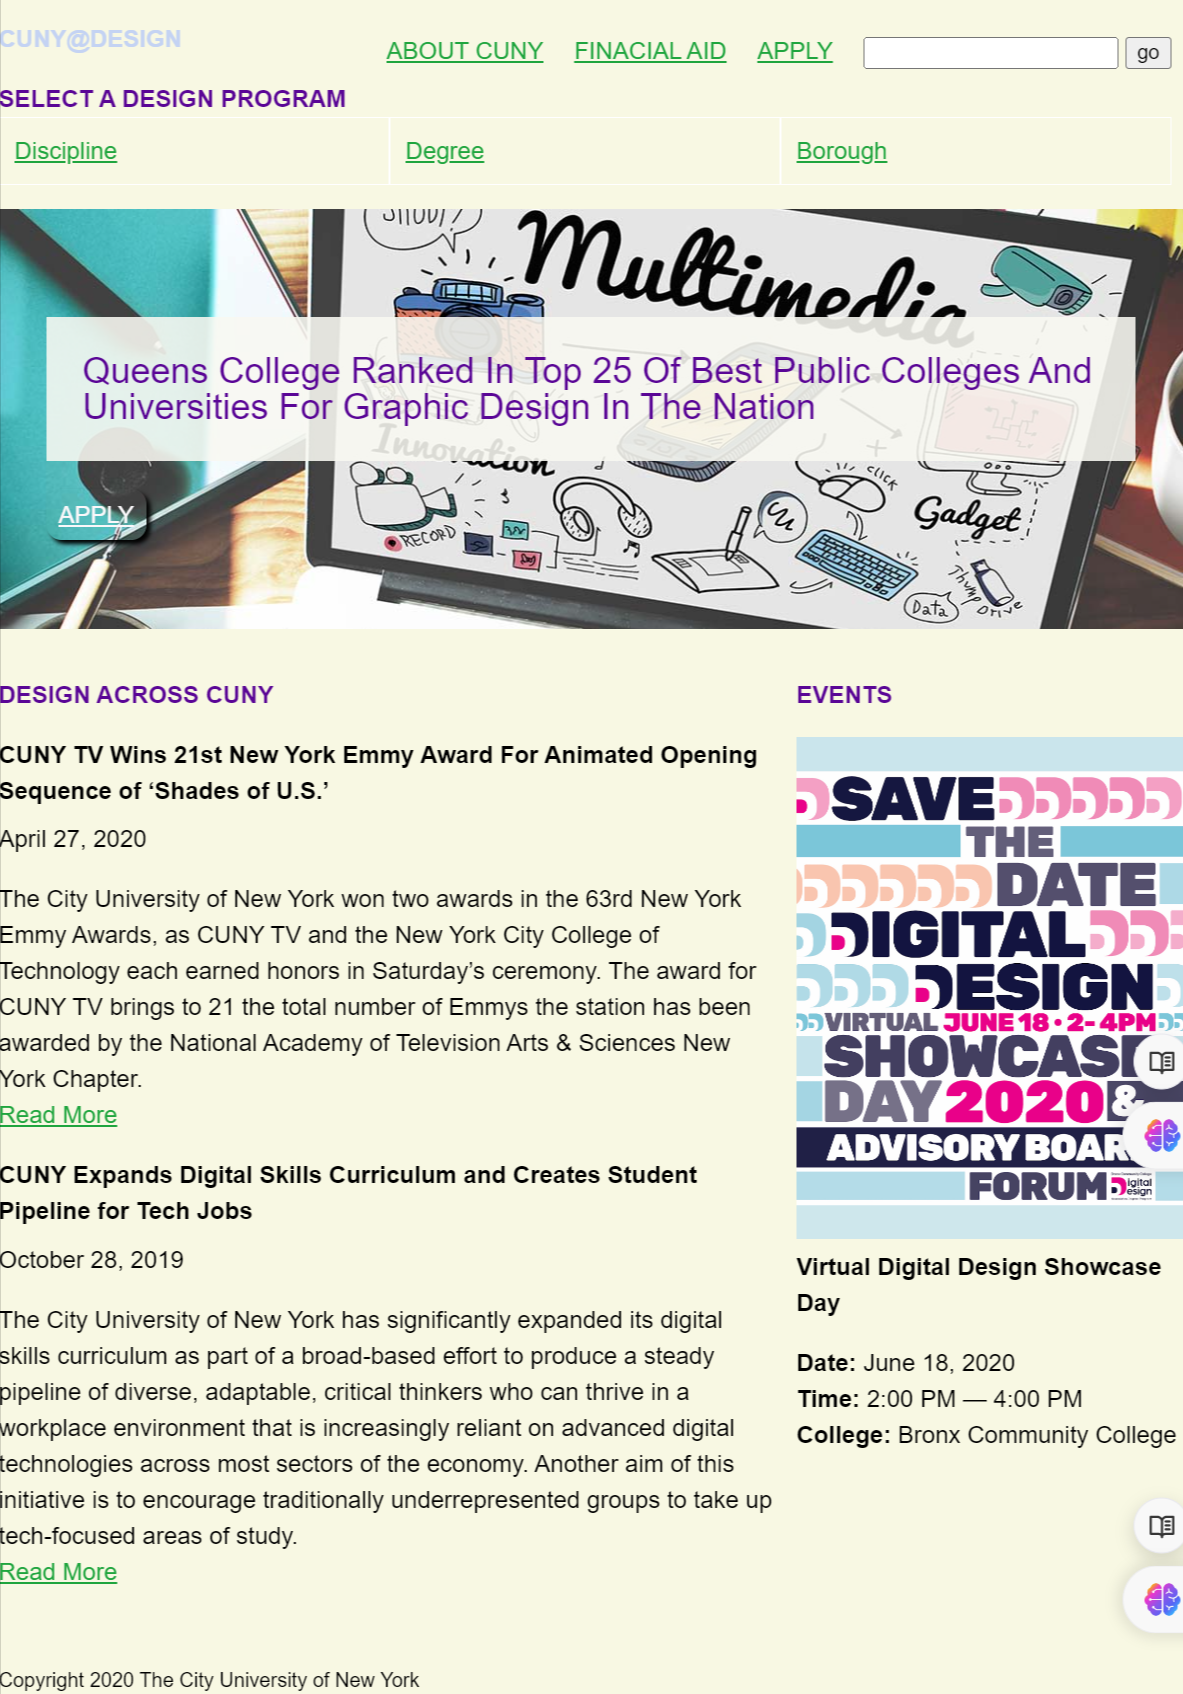 CUNY@DESIGN
ABOUT CUNY FINACIAL AID APPLY go
SELECT A DESIGN PROGRAM
Discipline Degree Borough
STUDY?
Multimedia
Queens College Ranked In Top 25 Of Best Public Colleges And
Universities For Graphic Design In The Nation
Innovation
CLICK
Gadget
APPLY
RECORD
Data
Thump Drive
DESIGN ACROSS CUNY
CUNY TV Wins 21st New York Emmy Award For Animated Opening
Sequence of ‘Shades of U.S.’
April 27, 2020
The City University of New York won two awards in the 63rd New York
Emmy Awards, as CUNY TV and the New York City College of
Technology each earned honors in Saturday’s ceremony. The award for
CUNY TV brings to 21 the total number of Emmys the station has been
awarded by the National Academy of Television Arts & Sciences New
York Chapter.
Read More
CUNY Expands Digital Skills Curriculum and Creates Student
Pipeline for Tech Jobs
October 28, 2019
The City University of New York has significantly expanded its digital
skills curriculum as part of a broad-based effort to produce a steady
pipeline of diverse, adaptable, critical thinkers who can thrive in a
workplace environment that is increasingly reliant on advanced digital
technologies across most sectors of the economy. Another aim of this
initiative is to encourage traditionally underrepresented groups to take up
tech-focused areas of study.
Read More
EVENTS
SAVE
THE
DATE
DIGITAL
DESIGN
VIRTUAL JUNE 18 • 2-4PM
SHOWCASE
DAY 2020 &
ADVISORY BOAR
FORUM Digital
Design
Virtual Digital Design Showcase
Day
Date: June 18, 2020
Time: 2:00 PM — 4:00 PM
College: Bronx Community College
Copyright 2020 The City University of New York